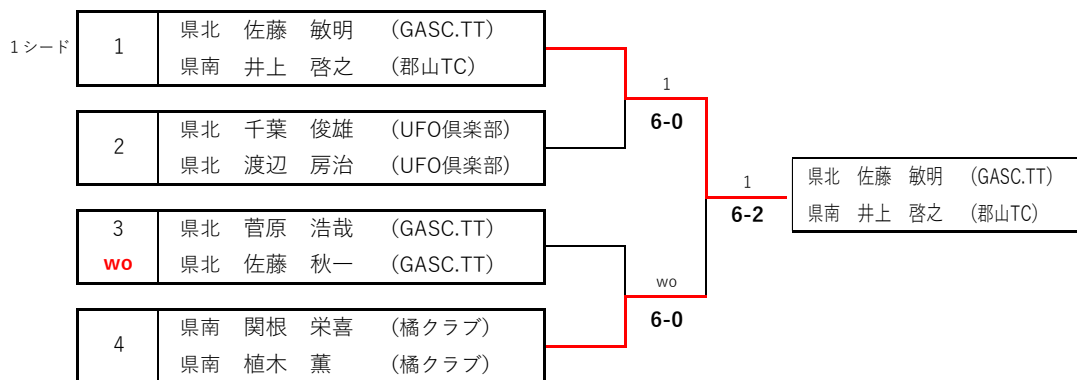 1シード
1
県北 佐藤 敏明 (GASC.TT)
県南 井上 啓之 (郡山TC)
2
県北 千葉 俊雄 (UFO倶楽部)
県北 渡辺 房治 (UFO倶楽部)
3
wo
県北 菅原 浩哉 (GASC.TT)
県北 佐藤 秋一 (GASC.TT)
4
県南 関根 栄喜 (橘クラブ)
県南 植木 薫 (橘クラブ)
1
6-0
wo
6-0
1
6-2
県北 佐藤 敏明 (GASC.TT)
県南 井上 啓之 (郡山TC)